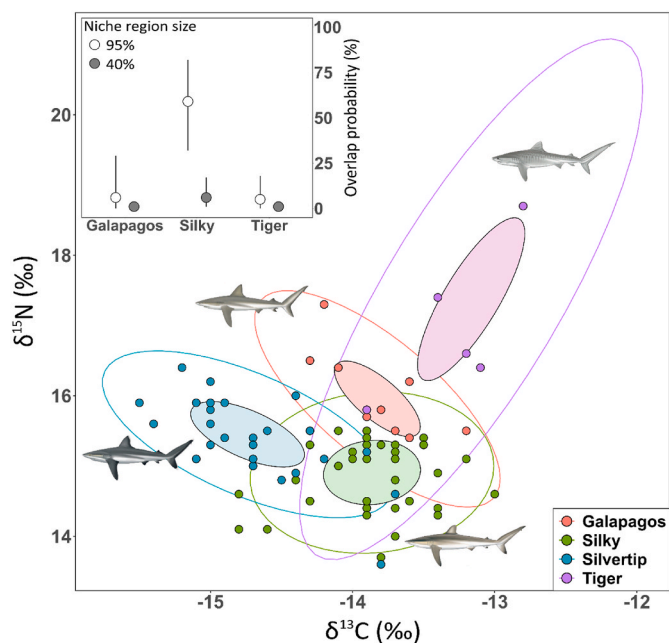 Niche region size
95%
40%
100
75
50
25
0
Overlap probability (%)
Galapagos Silky Tiger
20
18
16
14
δ15N (‰)
-15 -14 -13 -12
δ13C (‰)
Galapagos
Silky
Silvertip
Tiger